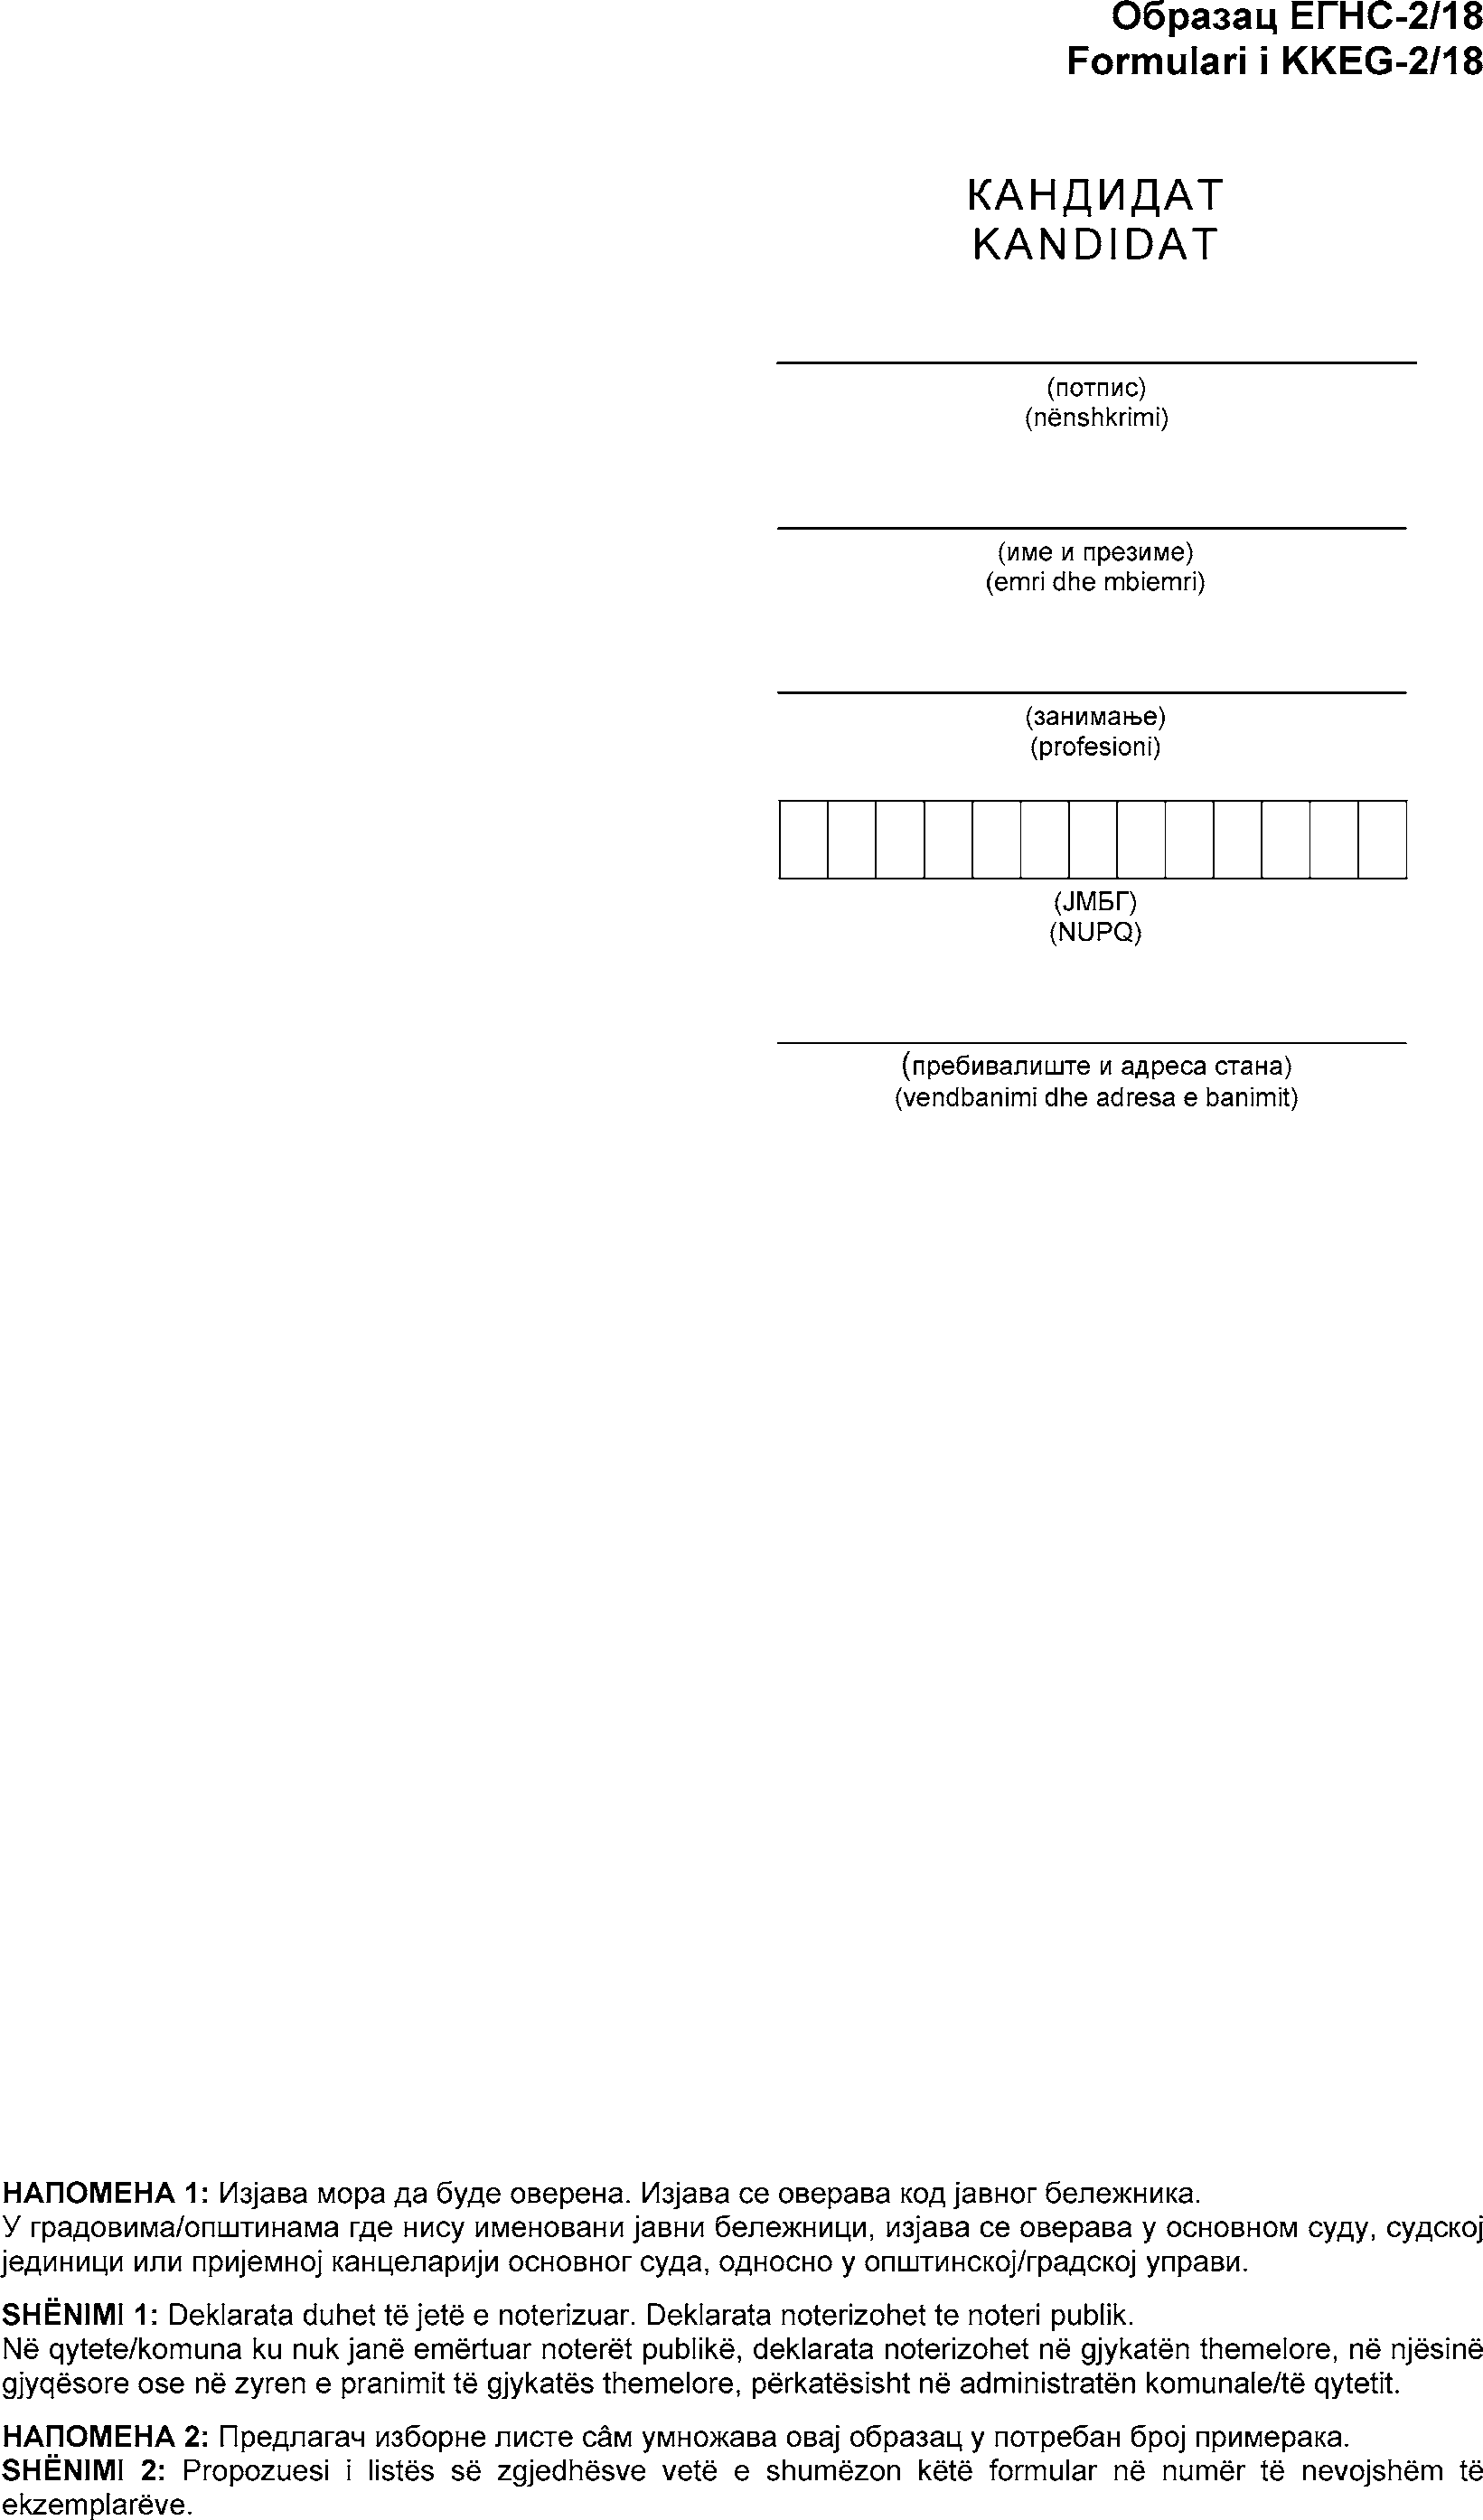 Образац ЕГНС-2/18
Formulari i KKEG-2/18
КАНДИДАТ
KANDIDAT
(потпис)
(nënshkrimi)
(име и презиме)
(emri dhe mbiemri)
(занимање)
(profesioni)
(ЈМБГ)
(NUPQ)
(пребивалиште и адреса стана)
(vendbanimi dhe adresa e banimit)
НАПОМЕНА 1: Изјава мора да буде оверена. Изјава се оверава код јавног бележника.
У градовима/општинама где нису именовани јавни бележници, изјава се оверава у основном суду, судској
јединици или пријемној канцеларији основног суда, односно у општинској/градској управи.
SHËNIMI 1: Deklarata duhet të jetë e noterizuar. Deklarata noterizohet te noteri publik.
Në qytete/komuna ku nuk janë emërtuar noterët publikë, deklarata noterizohet në gjykatën themelore, në njësinë
gjyqësore ose në zyren e pranimit të gjykatës themelore, përkatësisht në administratën komunale/të qytetit.
НАПОМЕНА 2: Предлагач изборне листе са̂м умножава овај образац у потребан број примерака.
SHËNIMI 2: Propozuesi i listës së zgjedhësve vetë e shumëzon këtë formular në numër të nevojshëm të
ekzemplarëve.